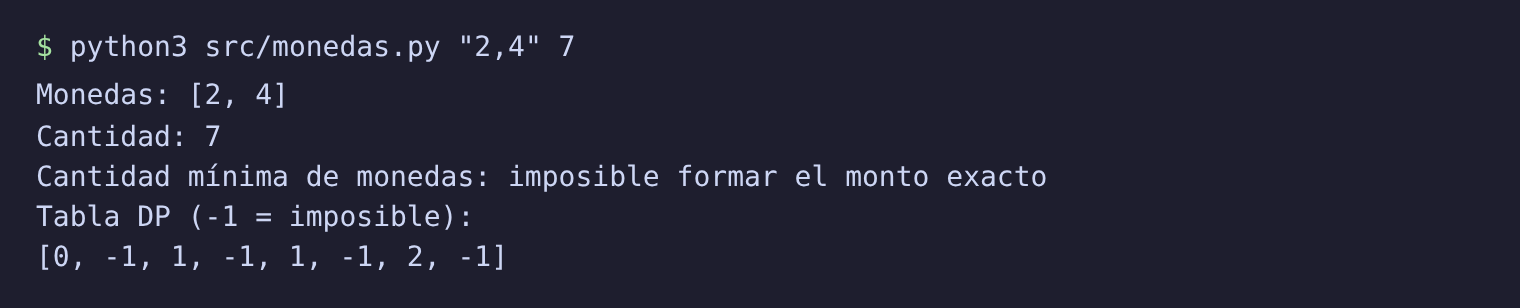 $ python3 src/monedas.py "2,4" 7
Monedas: [2, 4]
Cantidad: 7
Cantidad mínima de monedas: imposible formar el monto exacto
Tabla DP (-1 = imposible):
[0, -1, 1, -1, 1, -1, 2, -1]